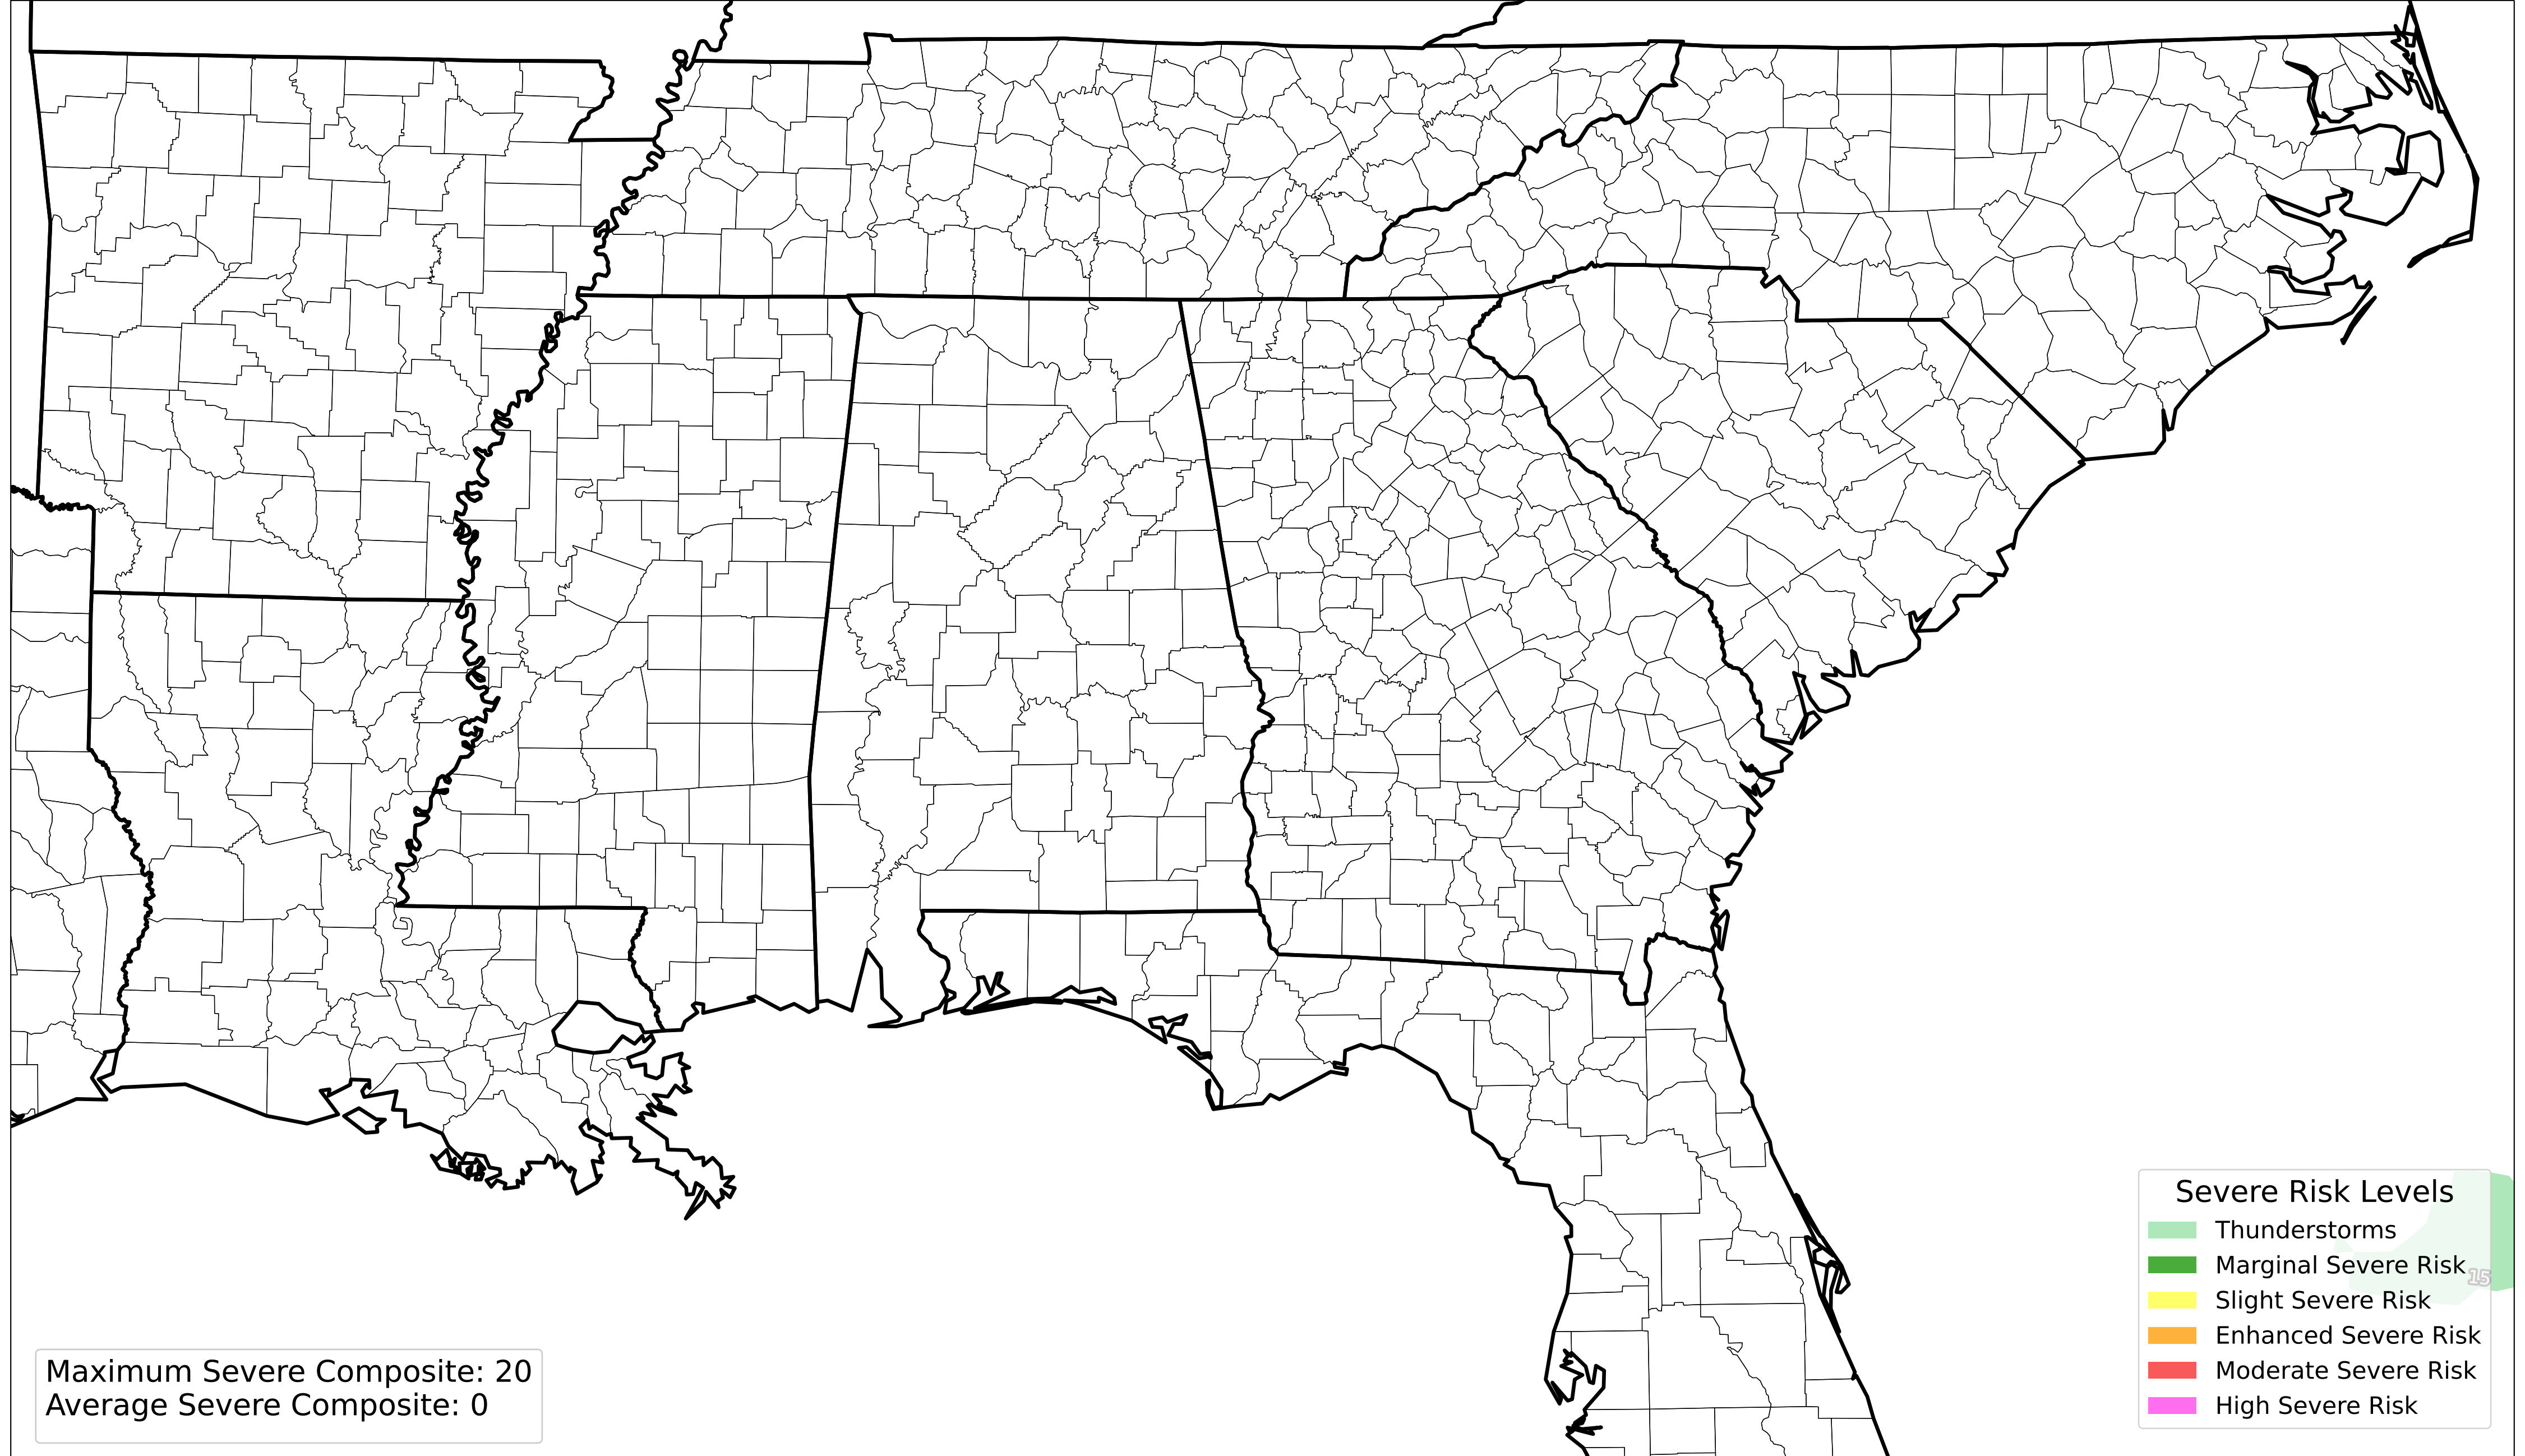 Severe Risk Levels
Thunderstorms
Marginal Severe Risk
15
Slight Severe Risk
Enhanced Severe Risk
Moderate Severe Risk
High Severe Risk
Maximum Severe Composite: 20
Average Severe Composite: 0